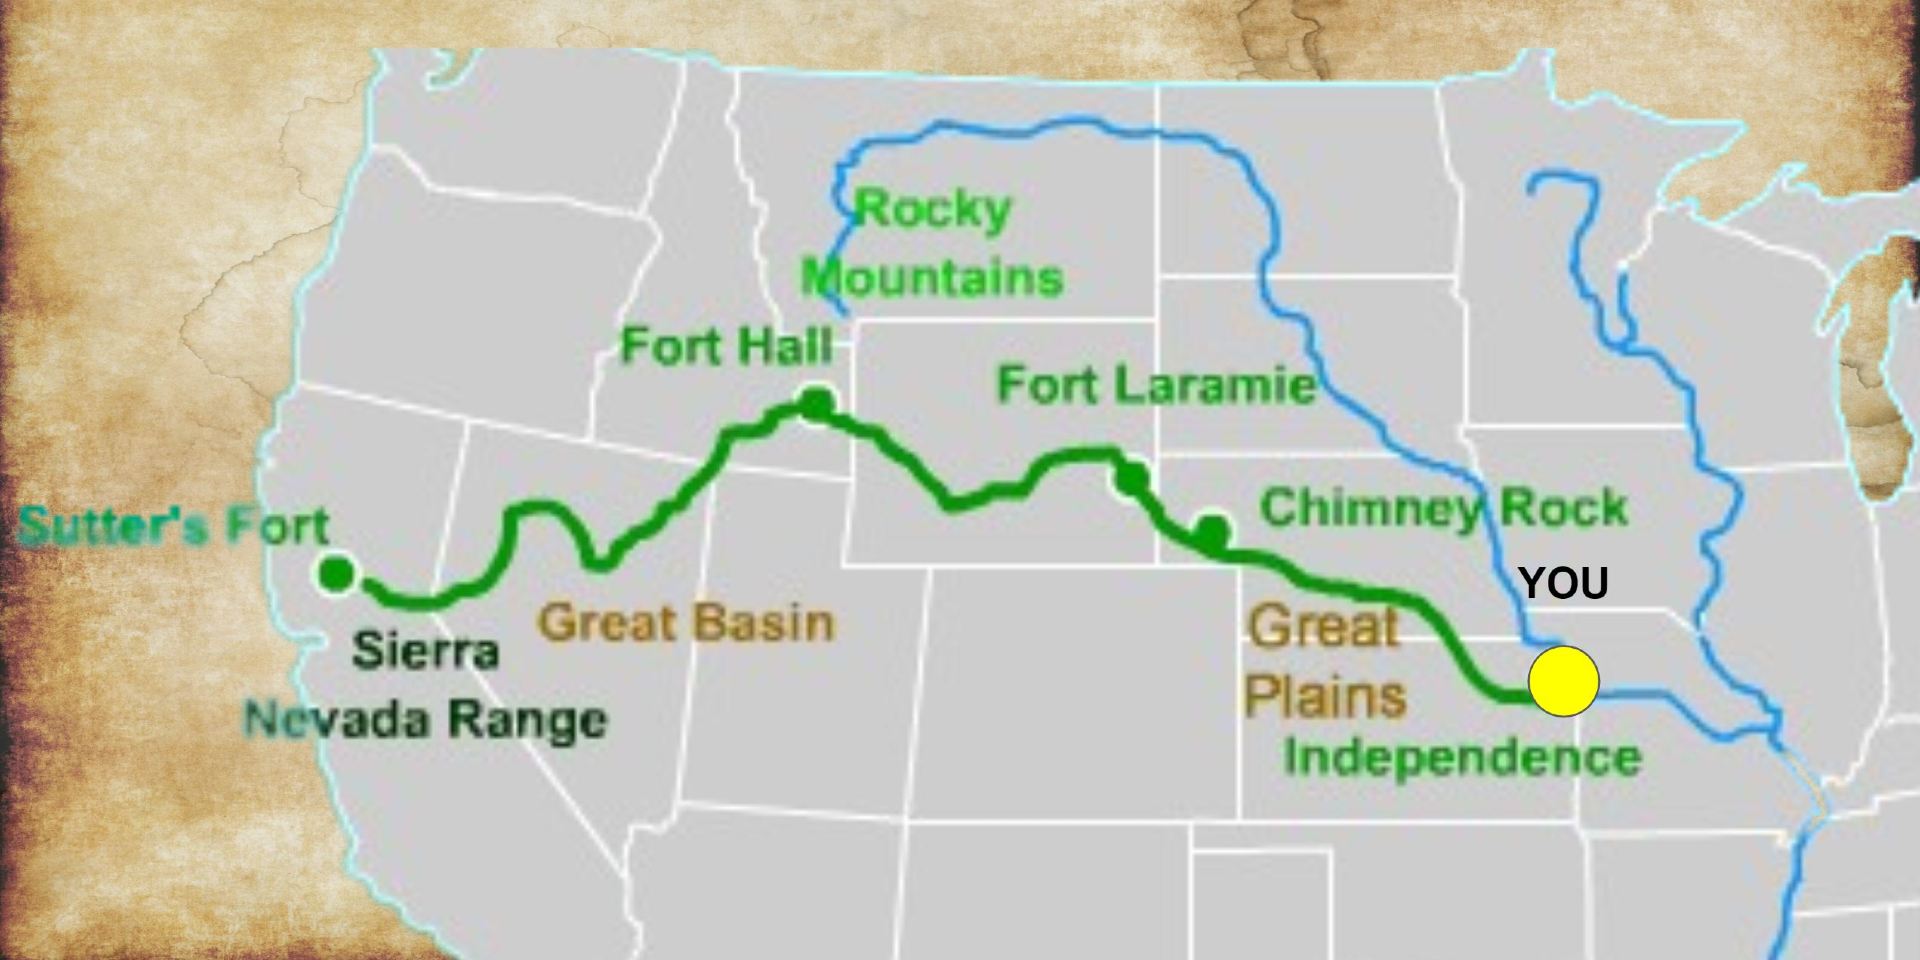 Rocky
Mountains
Fort Hall
Fort Laramie
Sutter's Fort
Chimney Rock
YOU
Great Basin
Great
Plains
Sierra
Nevada Range
Independence